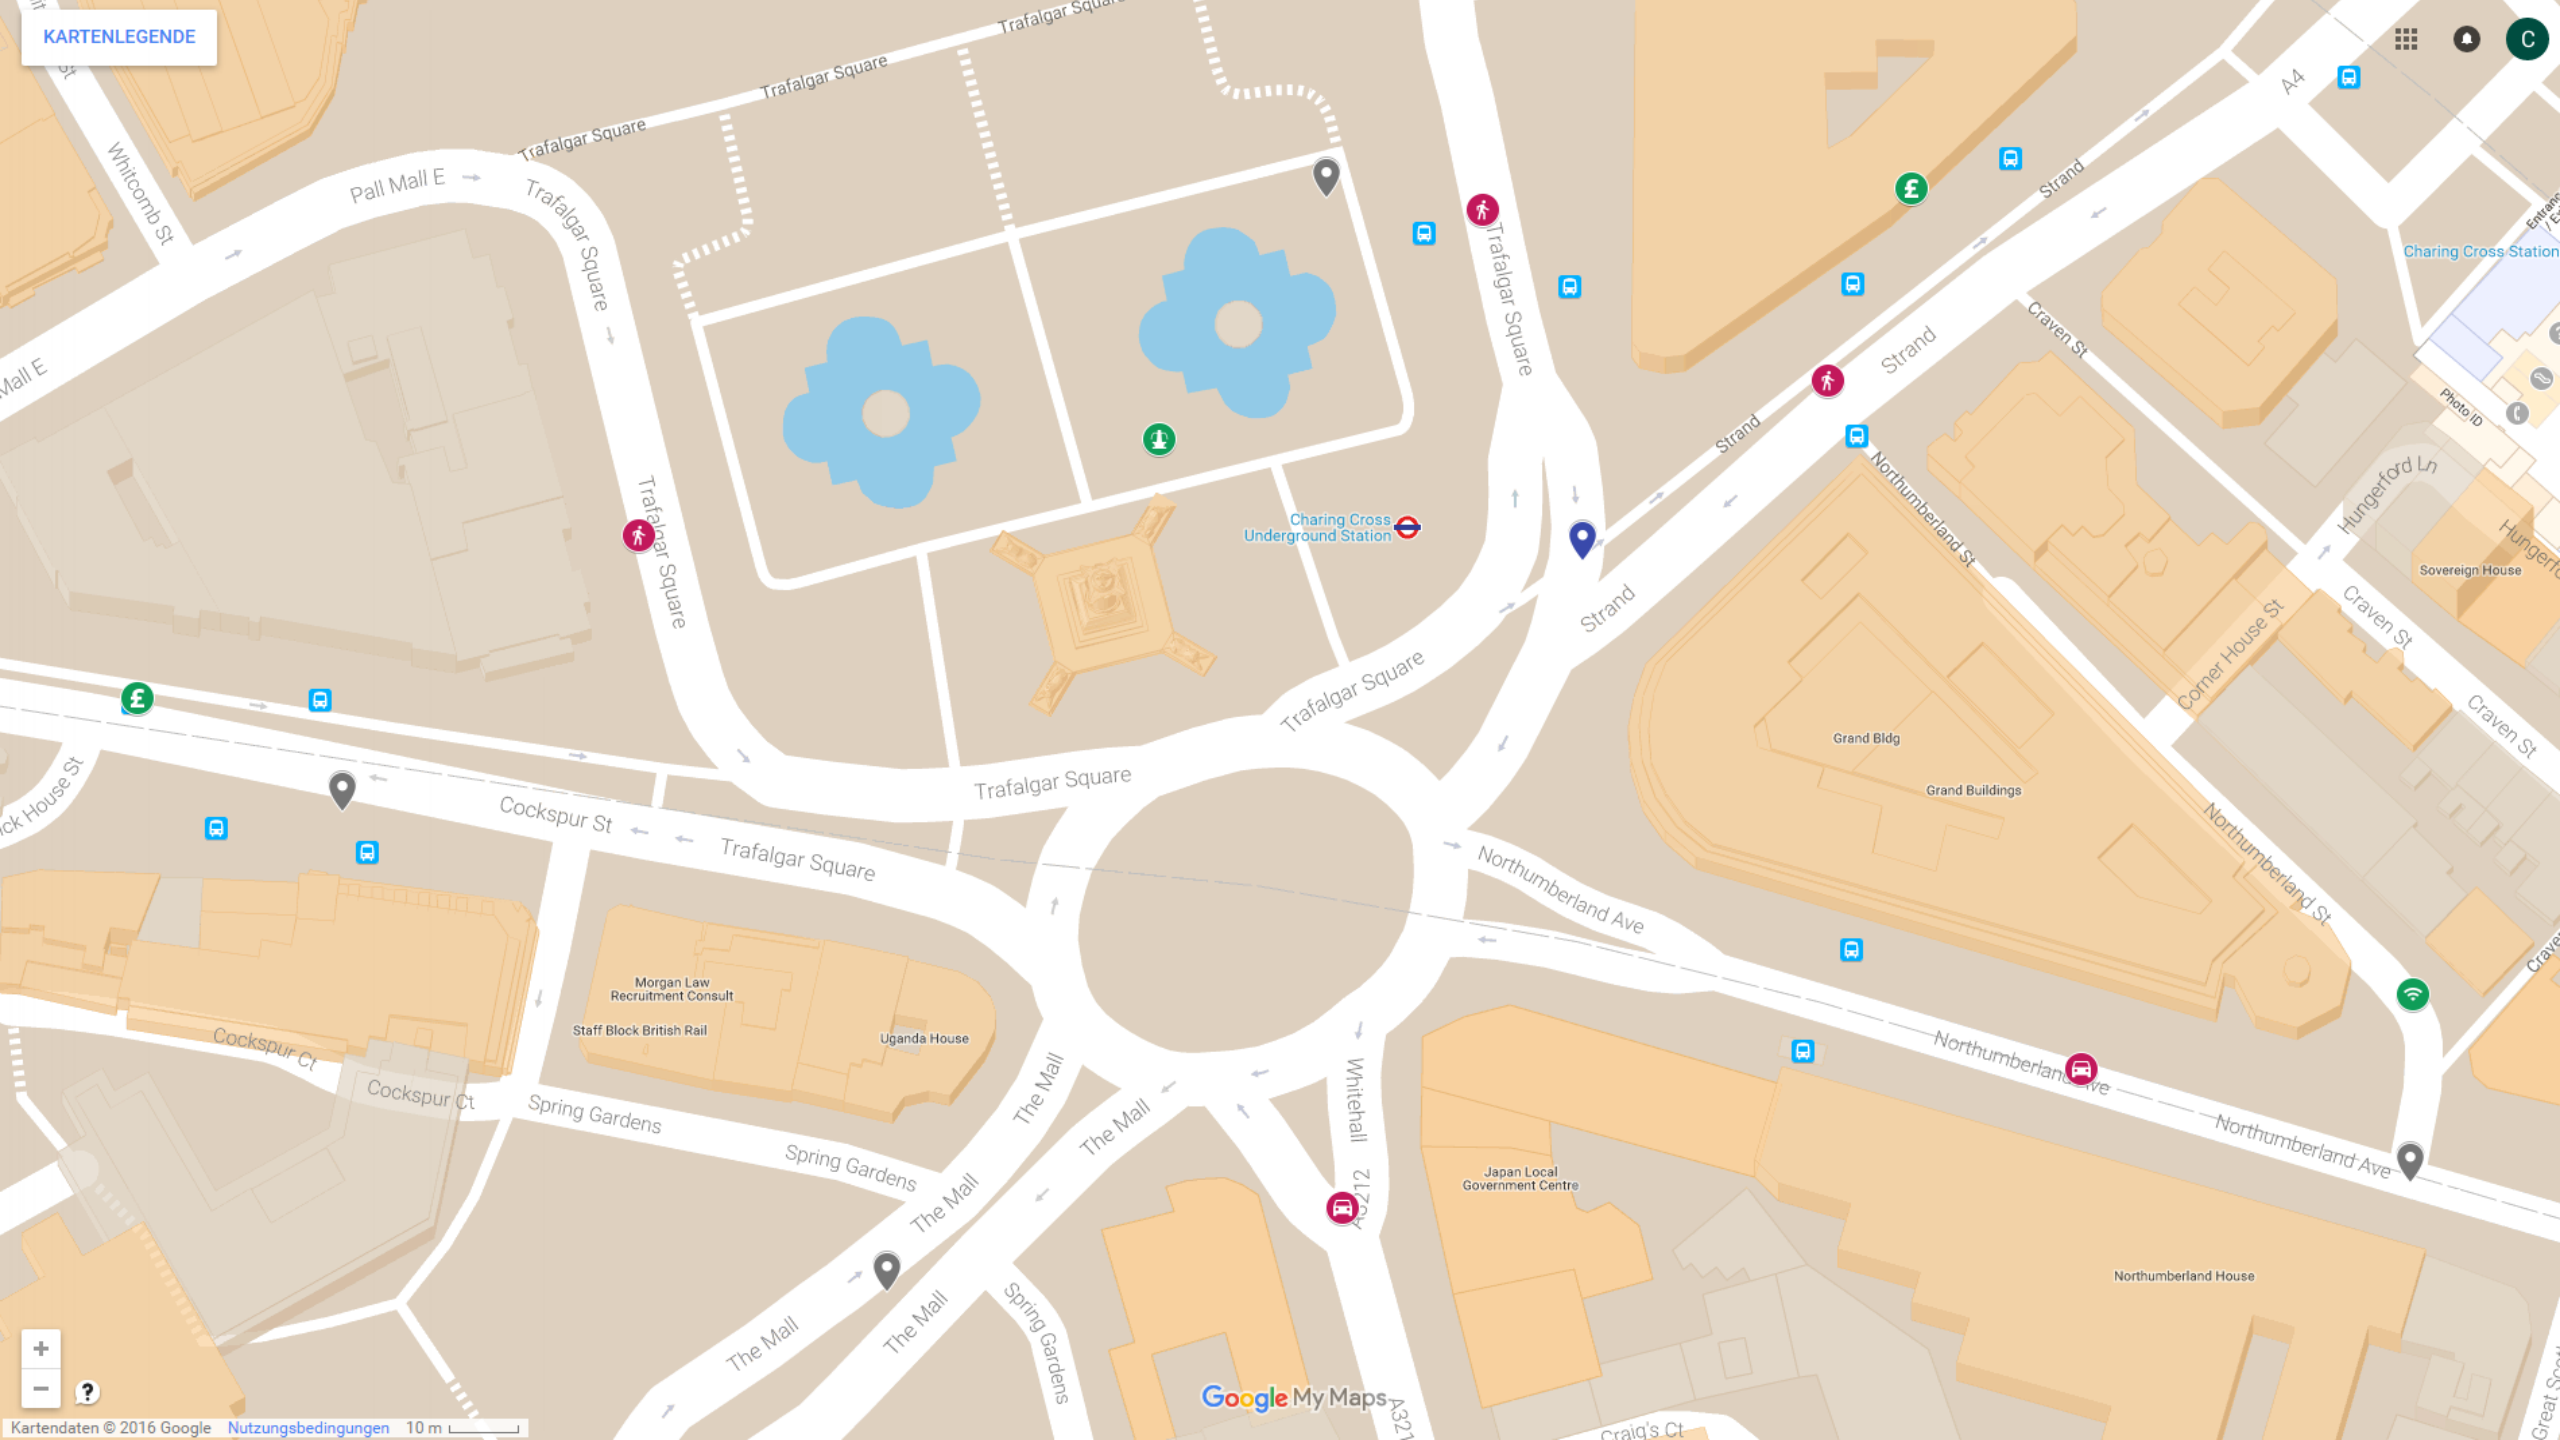 KARTENLEGENDE
Trafalgar Square
Trafalgar Square
Trafalgar Square
C
A4
Whitcomb St
Pall Mall E
Trafalgar Square
Strand
Trafalgar Square
Charing Cross Station
Mall E
Strand
Craven St
Photo ID
Strand
Northumberland St
Hungerford Ln
Trafalgar Square
Charing Cross
Underground Station
Sovereign House
Strand
Craven St
Corner House St
Trafalgar Square
Craven St
Grand Bldg
Trafalgar Square
Grand Buildings
Cockspur St
Trafalgar Square
Northumberland Ave
Northumberland St
Morgan Law
Recruitment Consult
Staff Block British Rail
Uganda House
Cockspur Ct
Cockspur Ct
Spring Gardens
The Mall
The Mall
Whitehall
A3212
Northumberland Ave
Northumberland Ave
Spring Gardens
The Mall
Japan Local
Government Centre
Northumberland House
Spring Gardens
The Mall
The Mall
Google My Maps
A321
Craig's Ct
+
−
?
Kartendaten © 2016 Google
Nutzungsbedingungen
10 m